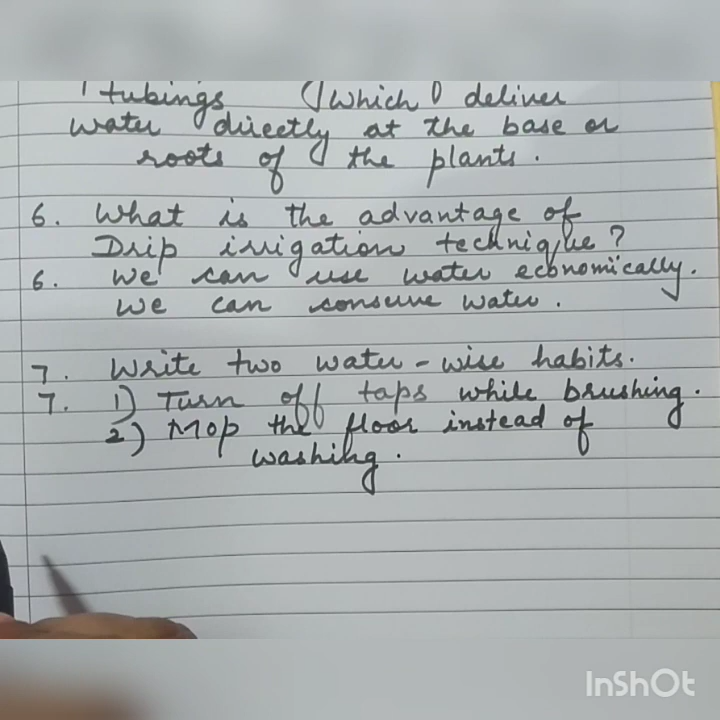 tubings which deliver
water directly at the base or
roots of the plants.
6. What is the advantage of
Drip irrigation technique?
6. We can use water economically.
We can conserve water.
7. Write two water-wise habits.
7. 1) Turn off taps while brushing.
2) Mop the floor instead of
washing.
InShOt